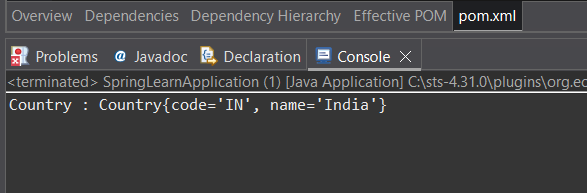 Overview Dependencies Dependency Hierarchy Effective POM pom.xml
Problems @ Javadoc Declaration Console
<terminated> SpringLearnApplication (1) [Java Application] C:\sts-4.31.0\plugins\org.ec
Country : Country{code='IN', name='India'}